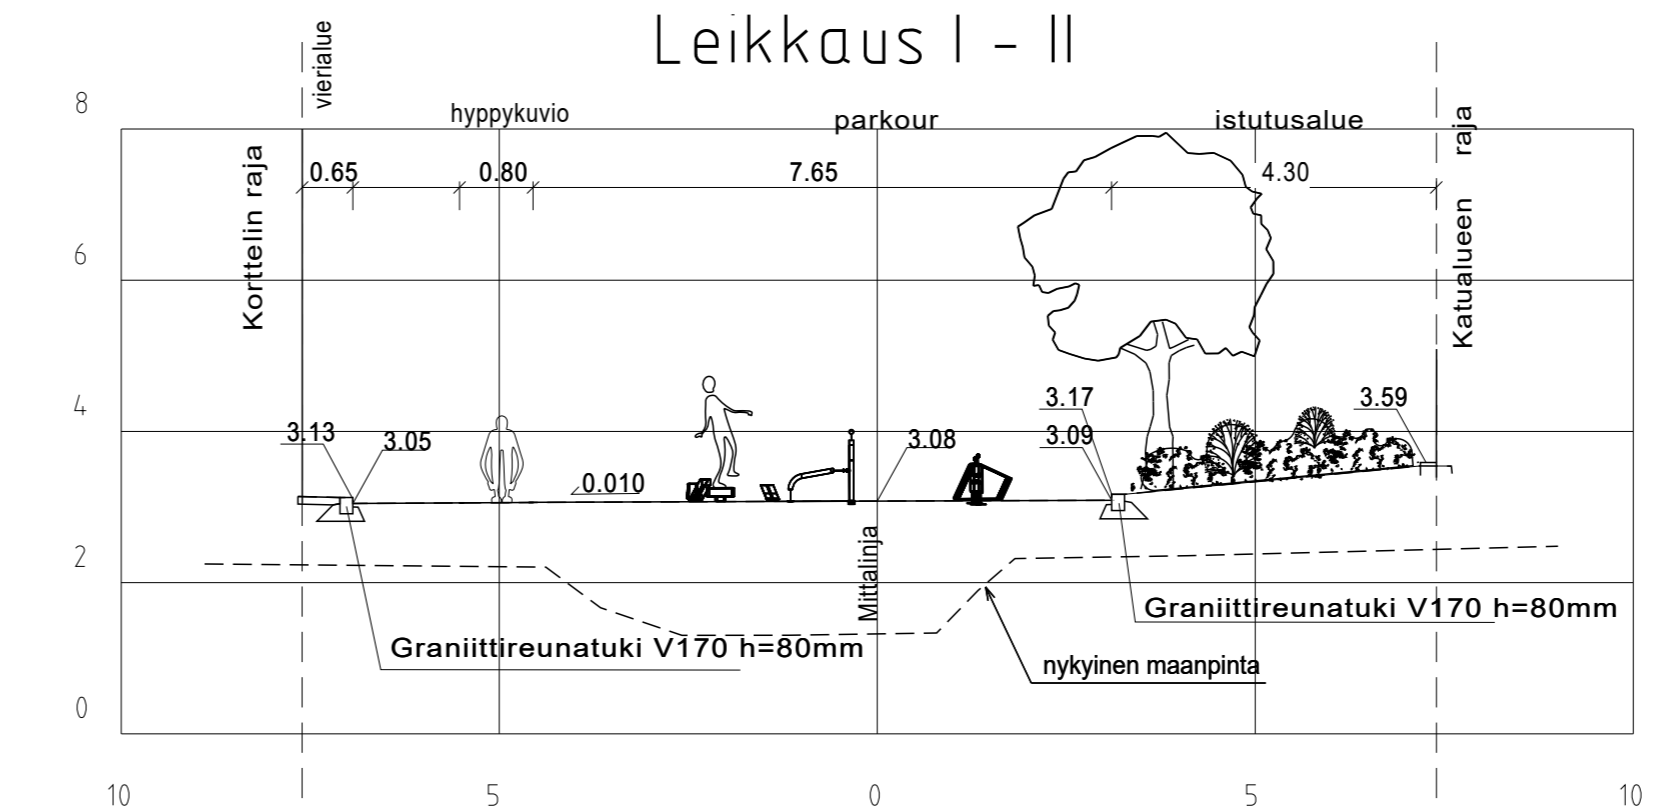 Leikkaus I - II
vierialue
hyppykuvio
parkour
istutusalue
raja
Katualueen
Korttelin raja
0.65
0.80
7.65
4.30
8
6
4
2
0
3.13
3.05
0.010
3.08
3.17
3.09
3.59
Mittalinja
Graniittireunatuki V170 h=80mm
Graniittireunatuki V170 h=80mm
nykyinen maanpinta
10
5
0
5
10